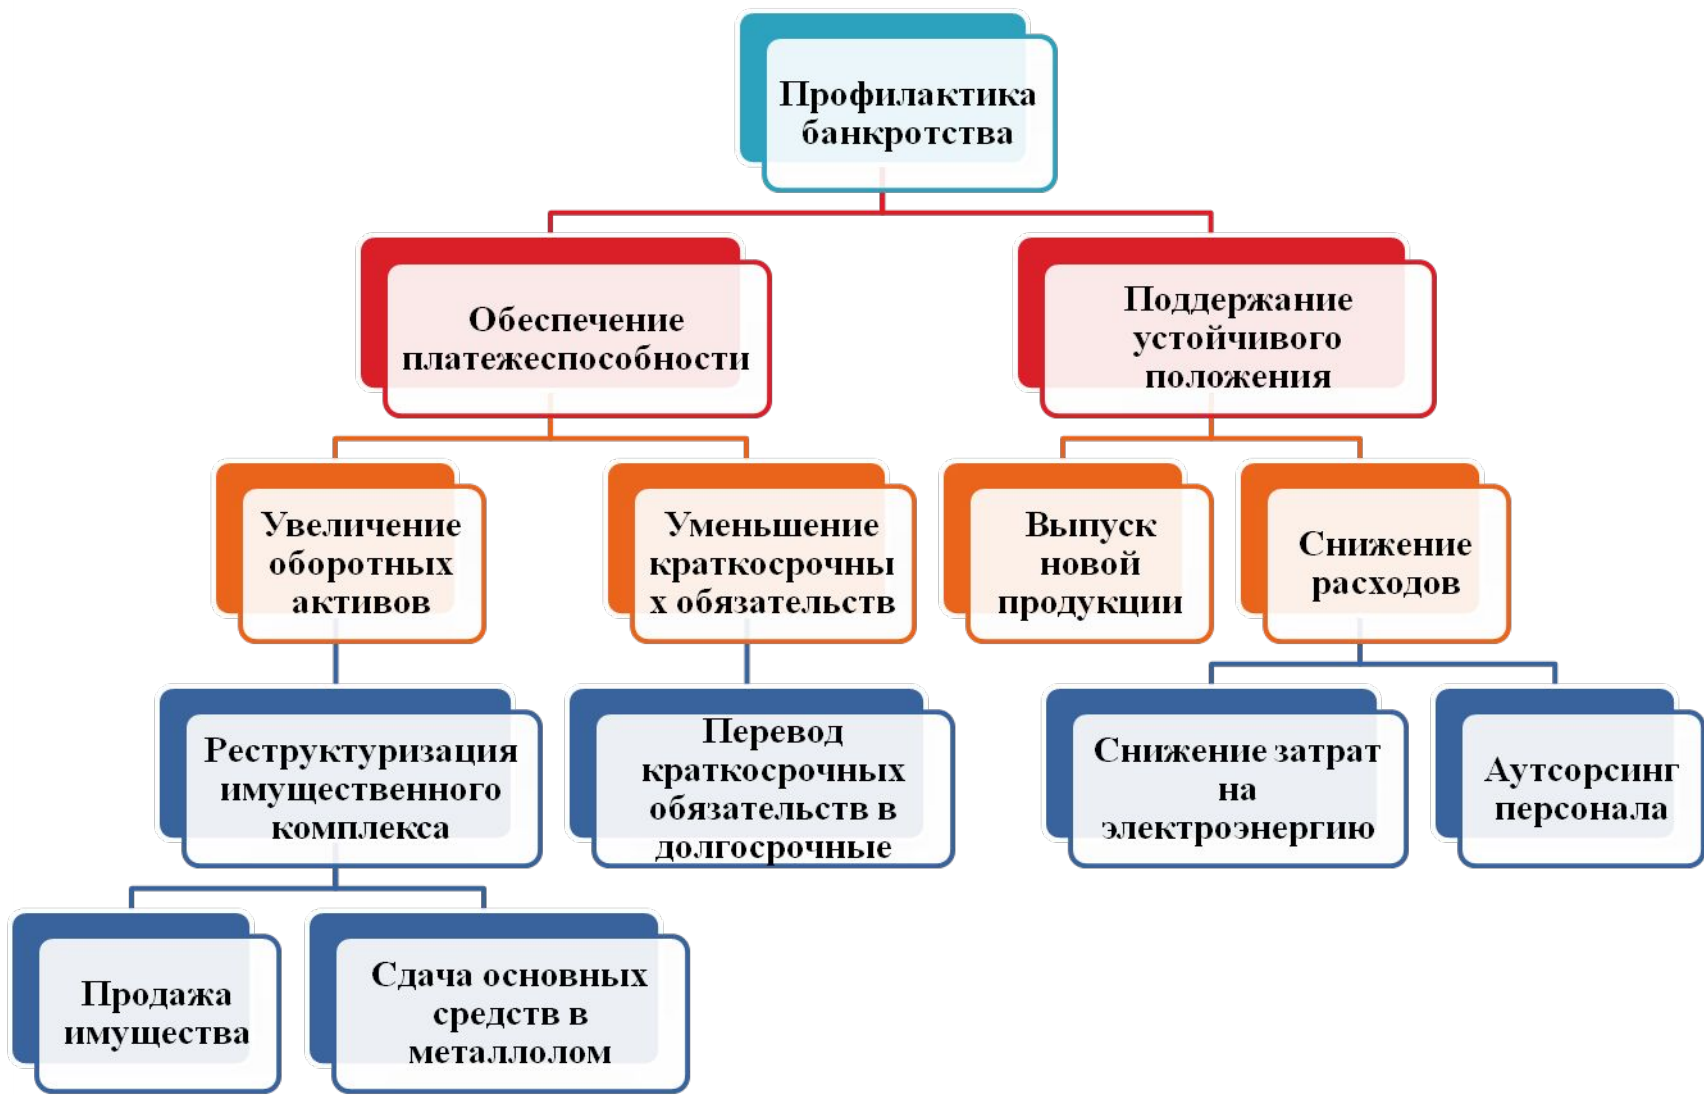 Профилактика
банкротства
Обеспечение
платежеспособности
Поддержание
устойчивого
положения
Увеличение
оборотных
активов
Уменьшение
краткосрочны
х обязательств
Выпуск
новой
продукции
Снижение
расходов
Реструктуризация
имущественного
комплекса
Перевод
краткосрочных
обязательств в
долгосрочные
Снижение затрат
на
электроэнергию
Аутсорсинг
персонала
Продажа
имущества
Сдача основных
средств в
металлолом